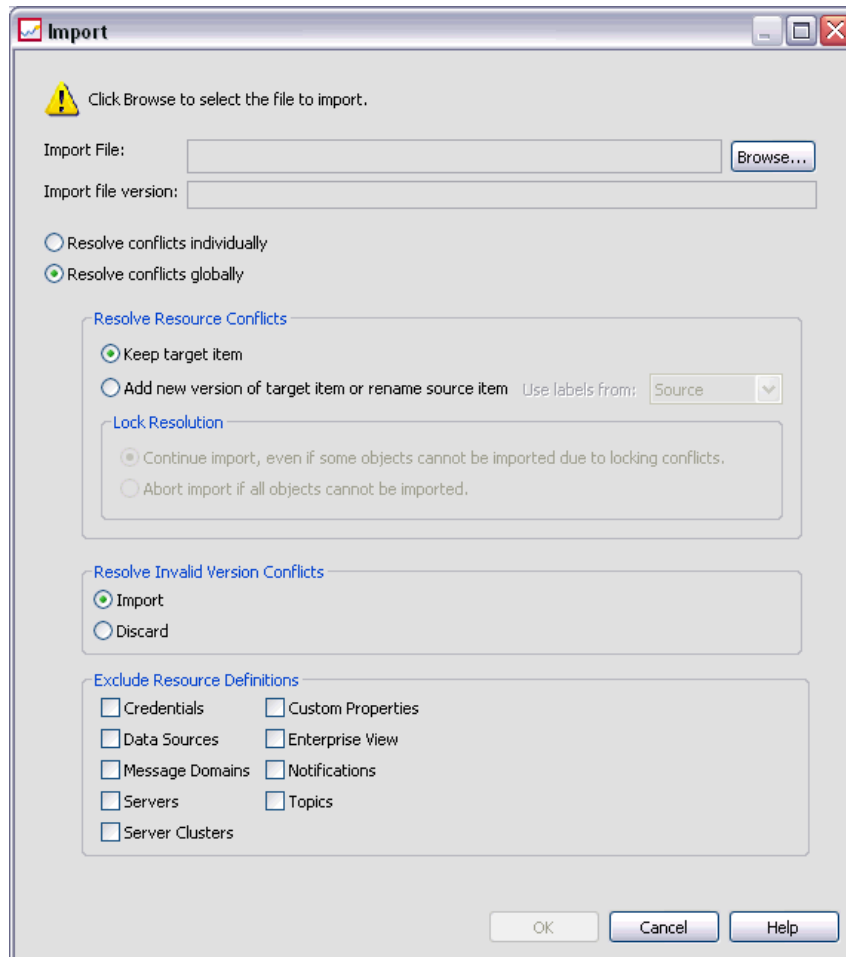 Import
Click Browse to select the file to import.
Import File:
Browse...
Import file version:
Resolve conflicts individually
Resolve conflicts globally
Resolve Resource Conflicts
Keep target item
Add new version of target item or rename source item Use labels from: Source
Lock Resolution
Continue import, even if some objects cannot be imported due to locking conflicts.
Abort import if all objects cannot be imported.
Resolve Invalid Version Conflicts
Import
Discard
Exclude Resource Definitions
Credentials Custom Properties
Data Sources Enterprise View
Message Domains Notifications
Servers Topics
Server Clusters
OK Cancel Help